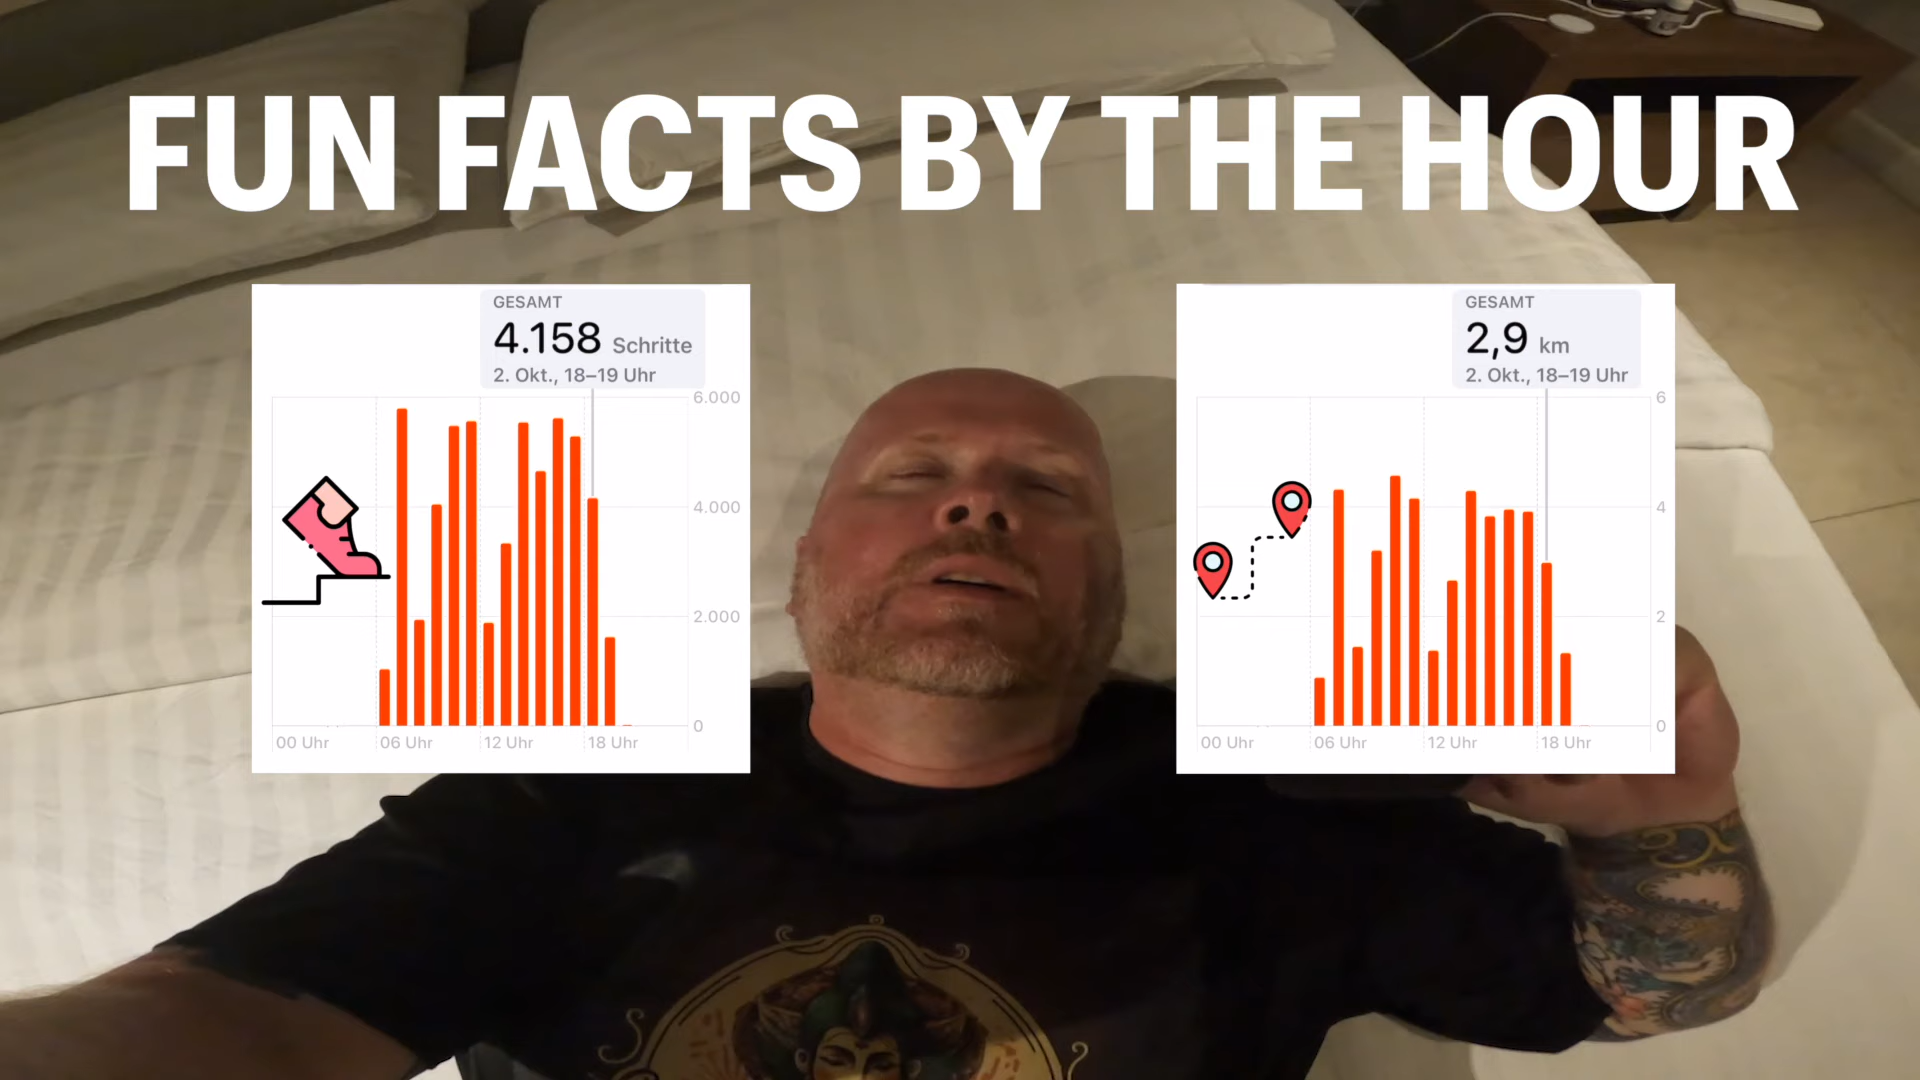 FUN FACTS BY THE HOUR
GESAMT
4.158 Schritte
2. Okt., 18–19 Uhr
6.000
4.000
2.000
0
00 Uhr 06 Uhr 12 Uhr 18 Uhr
GESAMT
2,9 km
2. Okt., 18–19 Uhr
6
4
2
0
00 Uhr 06 Uhr 12 Uhr 18 Uhr